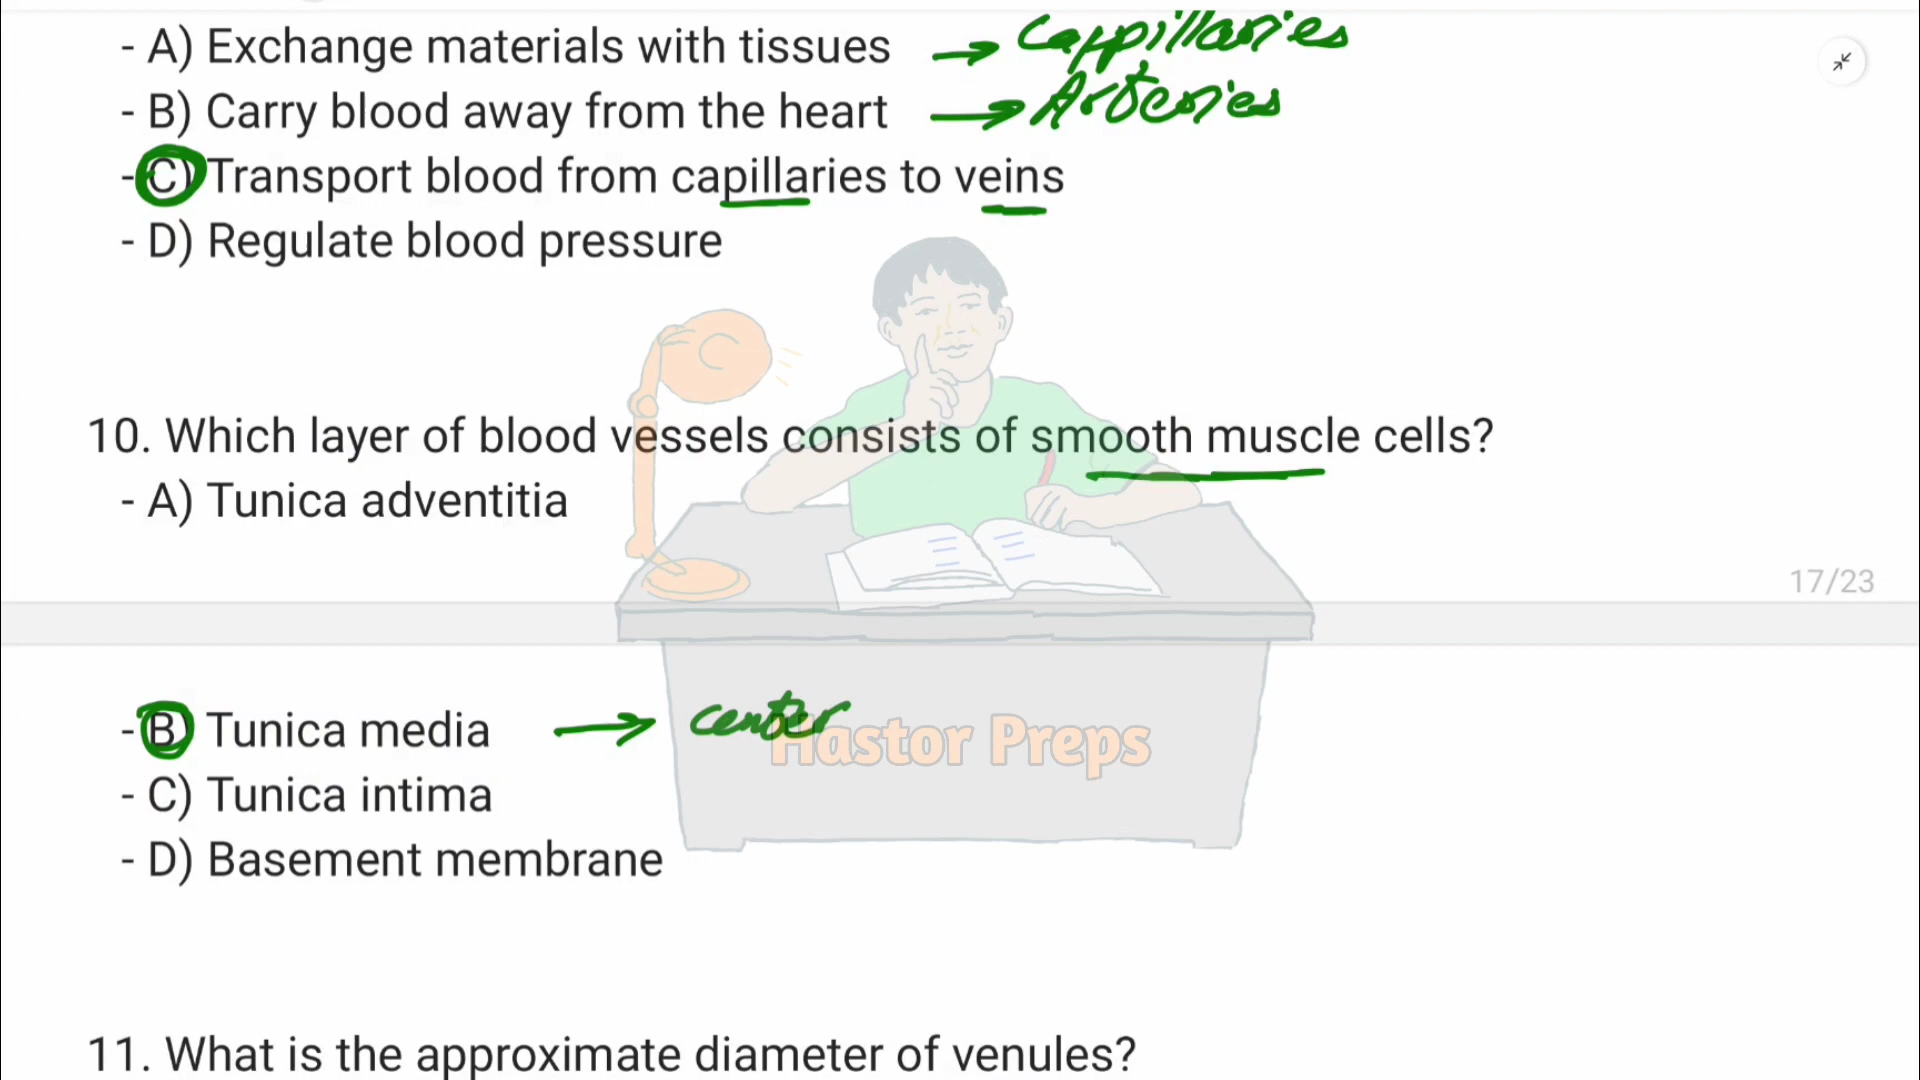 - A) Exchange materials with tissues → Cappillaries
- B) Carry blood away from the heart → Arteries
- C) Transport blood from capillaries to veins
- D) Regulate blood pressure
10. Which layer of blood vessels consists of smooth muscle cells?
- A) Tunica adventitia
17/23
- B) Tunica media → center
Hastor Preps
- C) Tunica intima
- D) Basement membrane
11. What is the approximate diameter of venules?